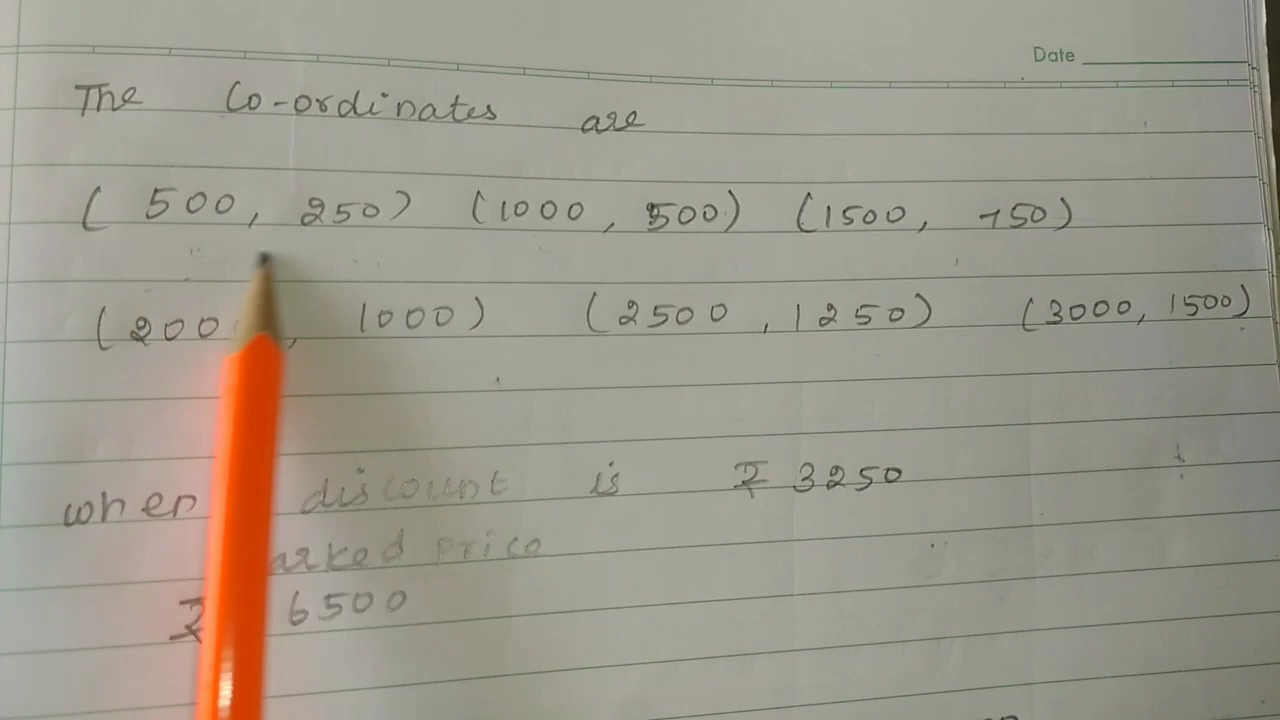 Date
The Co-ordinates are
( 500, 250) (1000, 500) (1500, 750)
(200 , 1000) (2500, 1250) (3000, 1500)
when discount is ₹ 3250
arked price
₹ 6500